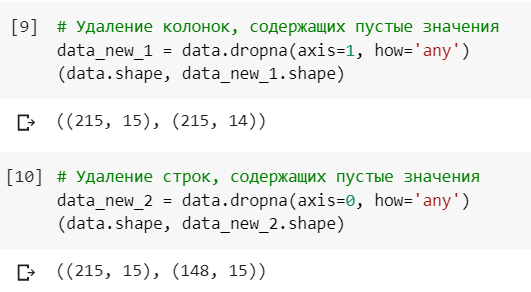 [9] # Удаление колонок, содержащих пустые значения
data_new_1 = data.dropna(axis=1, how='any')
(data.shape, data_new_1.shape)
((215, 15), (215, 14))
[10] # Удаление строк, содержащих пустые значения
data_new_2 = data.dropna(axis=0, how='any')
(data.shape, data_new_2.shape)
((215, 15), (148, 15))